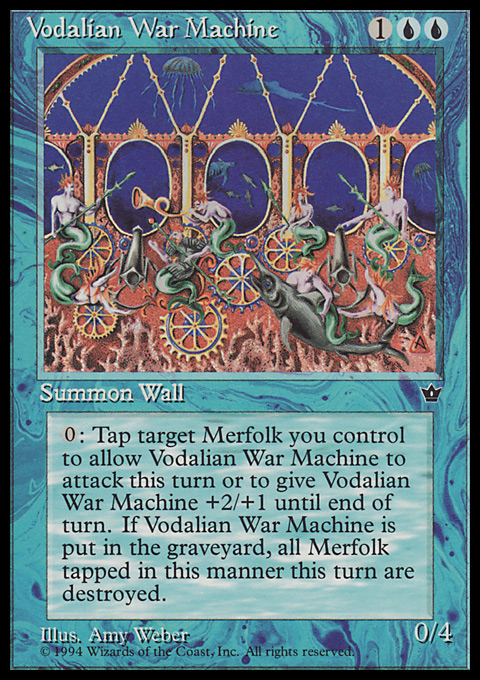 Vodalian War Machine 1
Summon Wall
0: Tap target Merfolk you control
to allow Vodalian War Machine to
attack this turn or to give Vodalian
War Machine +2/+1 until end of
turn. If Vodalian War Machine is
put in the graveyard, all Merfolk
tapped in this manner this turn are
destroyed.
Illus. Amy Weber 0/4
© 1994 Wizards of the Coast, Inc. All rights reserved.